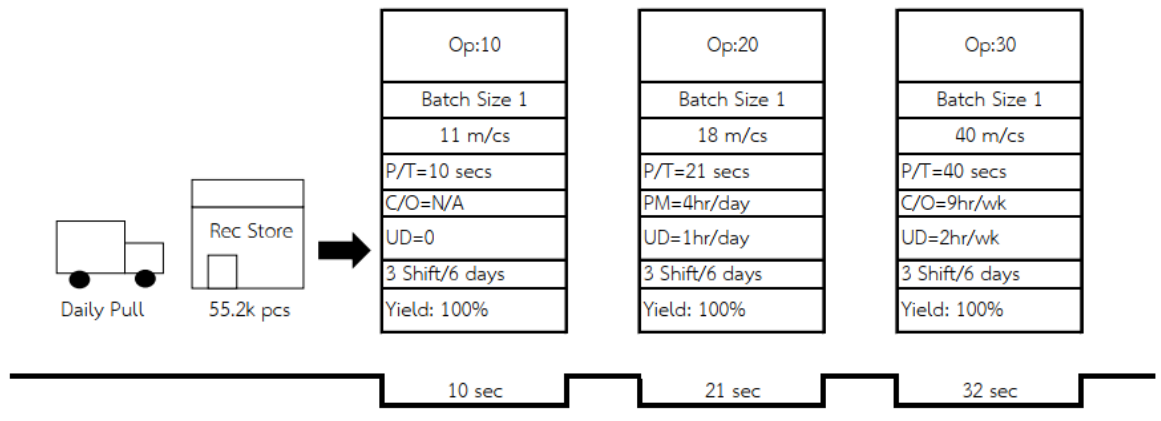 Rec Store
Daily Pull
55.2k pcs
Op:10
Batch Size 1
11 m/cs
P/T=10 secs
C/O=N/A
UD=0
3 Shift/6 days
Yield: 100%
10 sec
Op:20
Batch Size 1
18 m/cs
P/T=21 secs
PM=4hr/day
UD=1hr/day
3 Shift/6 days
Yield: 100%
21 sec
Op:30
Batch Size 1
40 m/cs
P/T=40 secs
C/O=9hr/wk
UD=2hr/wk
3 Shift/6 days
Yield: 100%
32 sec